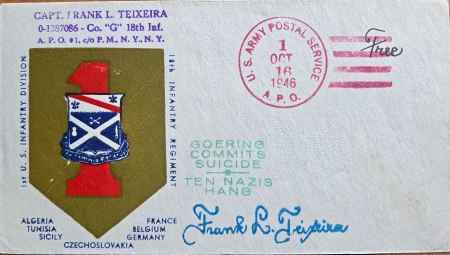 CAPT. FRANK L. TEIXEIRA
0-1287086 - Co. "G" 18th Inf.
A. P. O. #1, c/o P.M., N.Y., N.Y.
U. S. ARMY POSTAL SERVICE
1
OCT
16
1946
A. P. O.
Free
1st U. S. INFANTRY DIVISION
18th INFANTRY REGIMENT
1
GOERING
COMMITS
SUICIDE
TEN NAZIS
HANG
ALGERIA
TUNISIA
SICILY
FRANCE
BELGIUM
GERMANY
CZECHOSLOVAKIA
Frank L. Teixeira